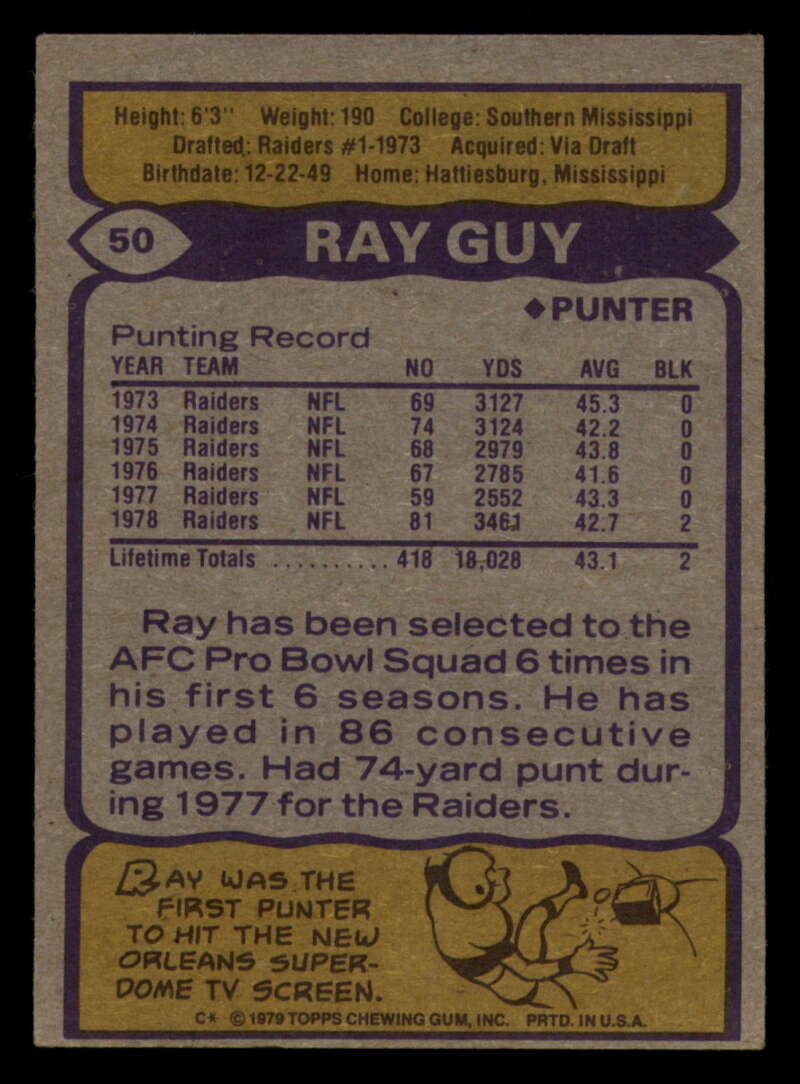 Height: 6'3" Weight: 190 College: Southern Mississippi
Drafted: Raiders #1-1973 Acquired: Via Draft
Birthdate: 12-22-49 Home: Hattiesburg, Mississippi
50 RAY GUY
◆PUNTER
Punting Record
YEAR TEAM NO YDS AVG BLK
1973 Raiders NFL 69 3127 45.3 0
1974 Raiders NFL 74 3124 42.2 0
1975 Raiders NFL 68 2979 43.8 0
1976 Raiders NFL 67 2785 41.6 0
1977 Raiders NFL 59 2552 43.3 0
1978 Raiders NFL 81 3461 42.7 2
Lifetime Totals .......... 418 18,028 43.1 2
Ray has been selected to the
AFC Pro Bowl Squad 6 times in
his first 6 seasons. He has
played in 86 consecutive
games. Had 74-yard punt dur-
ing 1977 for the Raiders.
RAY WAS THE
FIRST PUNTER
TO HIT THE NEW
ORLEANS SUPER-
DOME TV SCREEN.
C* © 1979 TOPPS CHEWING GUM, INC. PRTD. IN U.S.A.